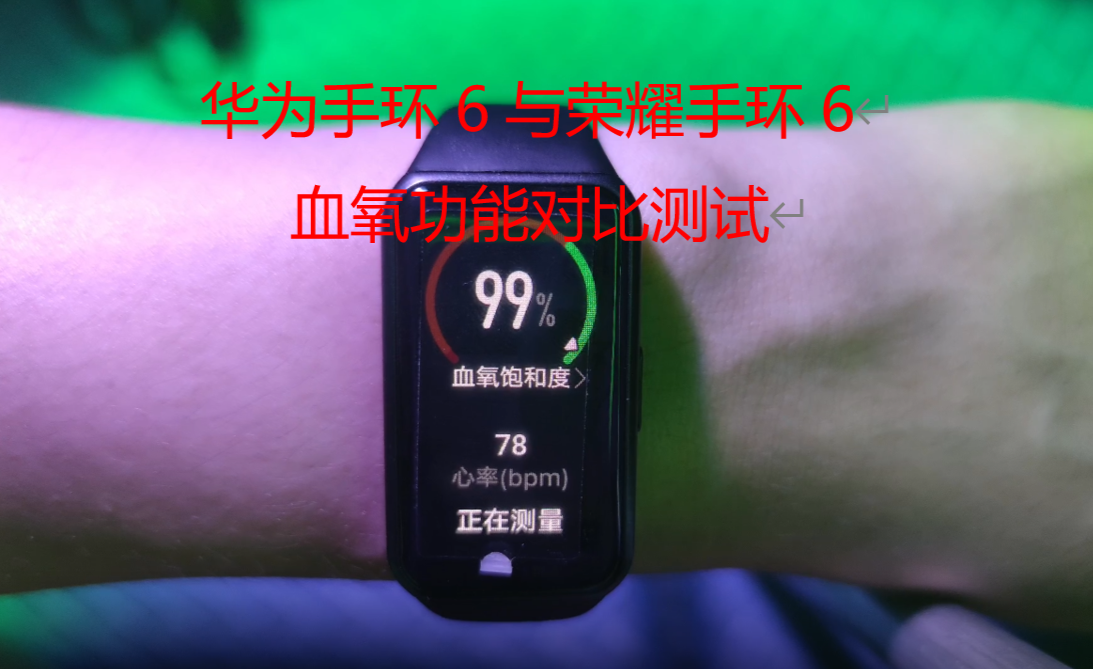 华为手环 6 与荣耀手环 6↵
血氧功能对比测试↵
99%
血氧饱和度>
78
心率(bpm)
正在测量